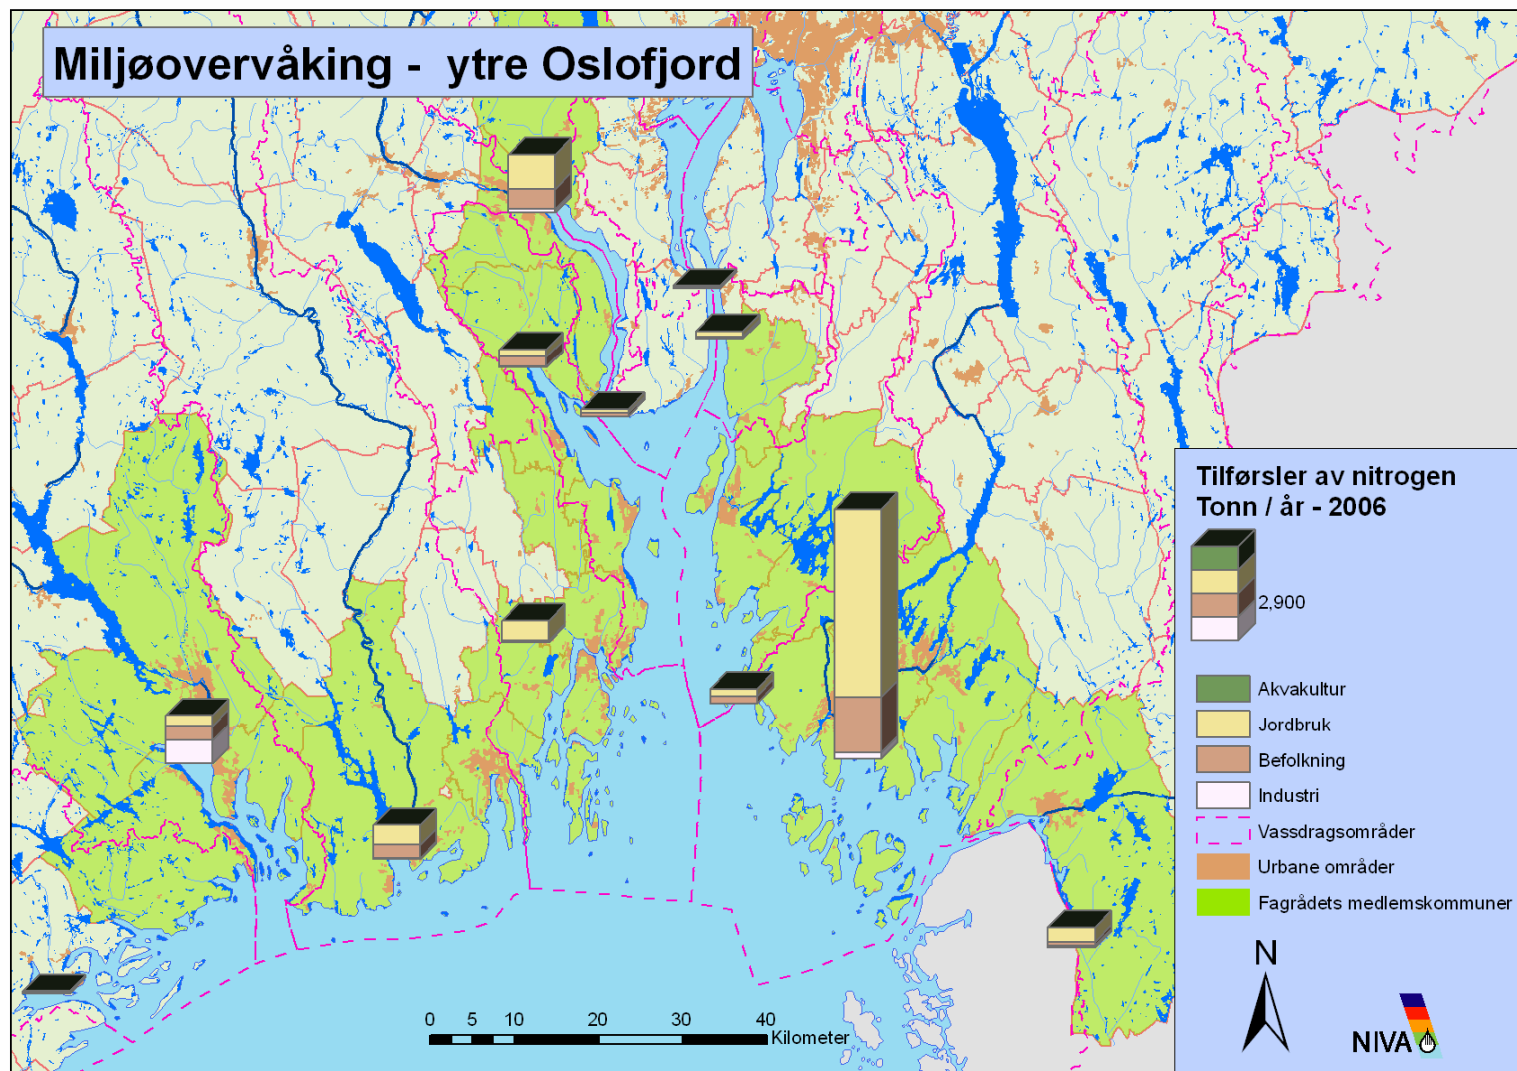 Miljøovervåking - ytre Oslofjord
Tilførsler av nitrogen
Tonn / år - 2006
2,900
Akvakultur
Jordbruk
Befolkning
Industri
Vassdragsområder
Urbane områder
Fagrådets medlemskommuner
N
NIVA
0 5 10 20 30 40
Kilometer